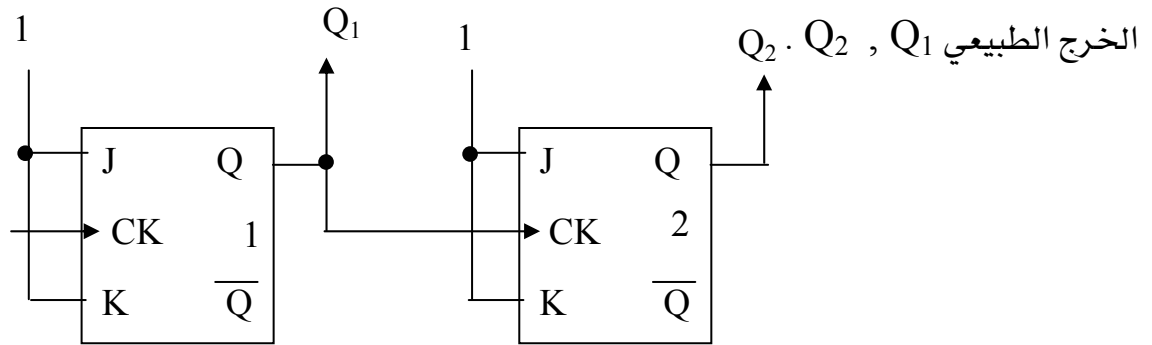 1
Q₁
1
Q₂ . Q₂ , Q₁ الخرج الطبيعي
J Q
CK 1
K Q̅
J Q
CK 2
K Q̅